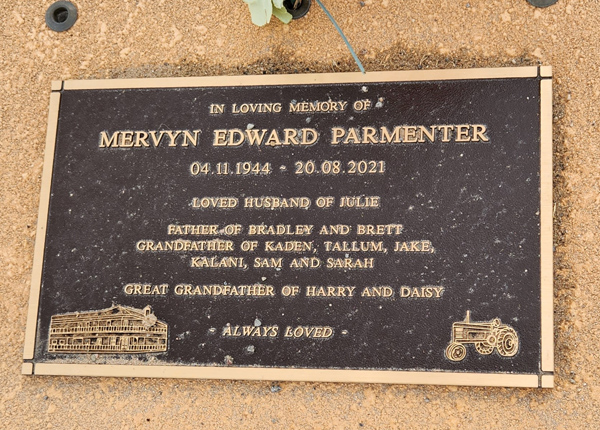 IN LOVING MEMORY OF
MERVYN EDWARD PARMENTER
04.11.1944 - 20.08.2021
LOVED HUSBAND OF JULIE
FATHER OF BRADLEY AND BRETT
GRANDFATHER OF KADEN, TALLUM, JAKE,
KALANI, SAM AND SARAH
GREAT GRANDFATHER OF HARRY AND DAISY
- ALWAYS LOVED -